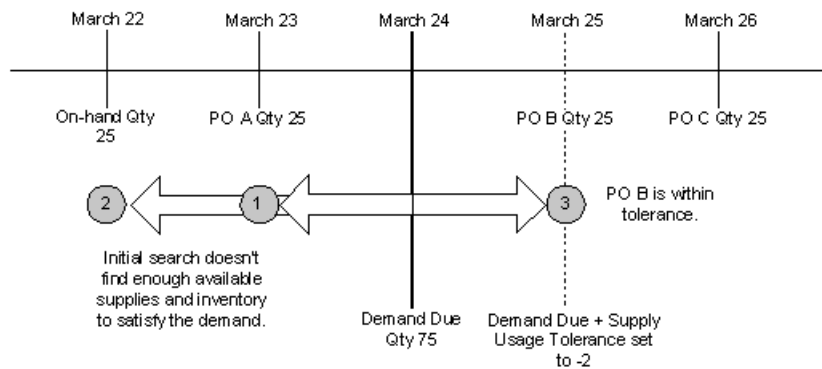 March 22
March 23
March 24
March 25
March 26
On-hand Qty
25
PO A Qty 25
PO B Qty 25
PO C Qty 25
2
1
3
PO B is within
tolerance.
Initial search doesn't
find enough available
supplies and inventory
to satisfy the demand.
Demand Due
Qty 75
Demand Due + Supply
Usage Tolerance set
to -2